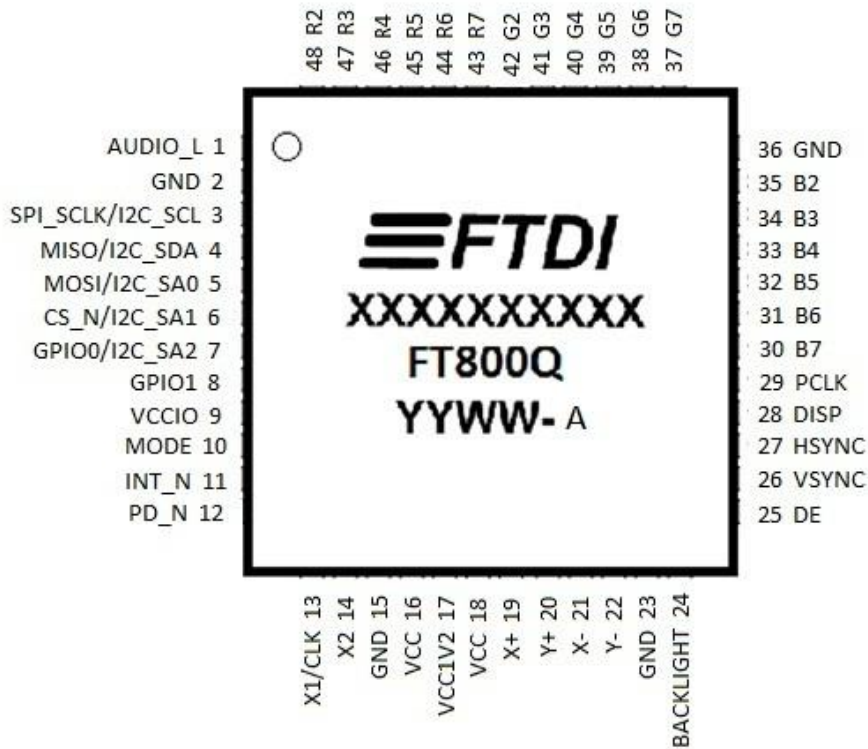 48 R2
47 R3
46 R4
45 R5
44 R6
43 R7
42 G2
41 G3
40 G4
39 G5
38 G6
37 G7
AUDIO_L 1
GND 2
SPI_SCLK/I2C_SCL 3
MISO/I2C_SDA 4
MOSI/I2C_SA0 5
CS_N/I2C_SA1 6
GPIO0/I2C_SA2 7
GPIO1 8
VCCIO 9
MODE 10
INT_N 11
PD_N 12
FTDI
XXXXXXXXXX
FT800Q
YYWW- A
36 GND
35 B2
34 B3
33 B4
32 B5
31 B6
30 B7
29 PCLK
28 DISP
27 HSYNC
26 VSYNC
25 DE
X1/CLK 13
X2 14
GND 15
VCC 16
VCC1V2 17
VCC 18
X+ 19
Y+ 20
X- 21
Y- 22
GND 23
BACKLIGHT 24